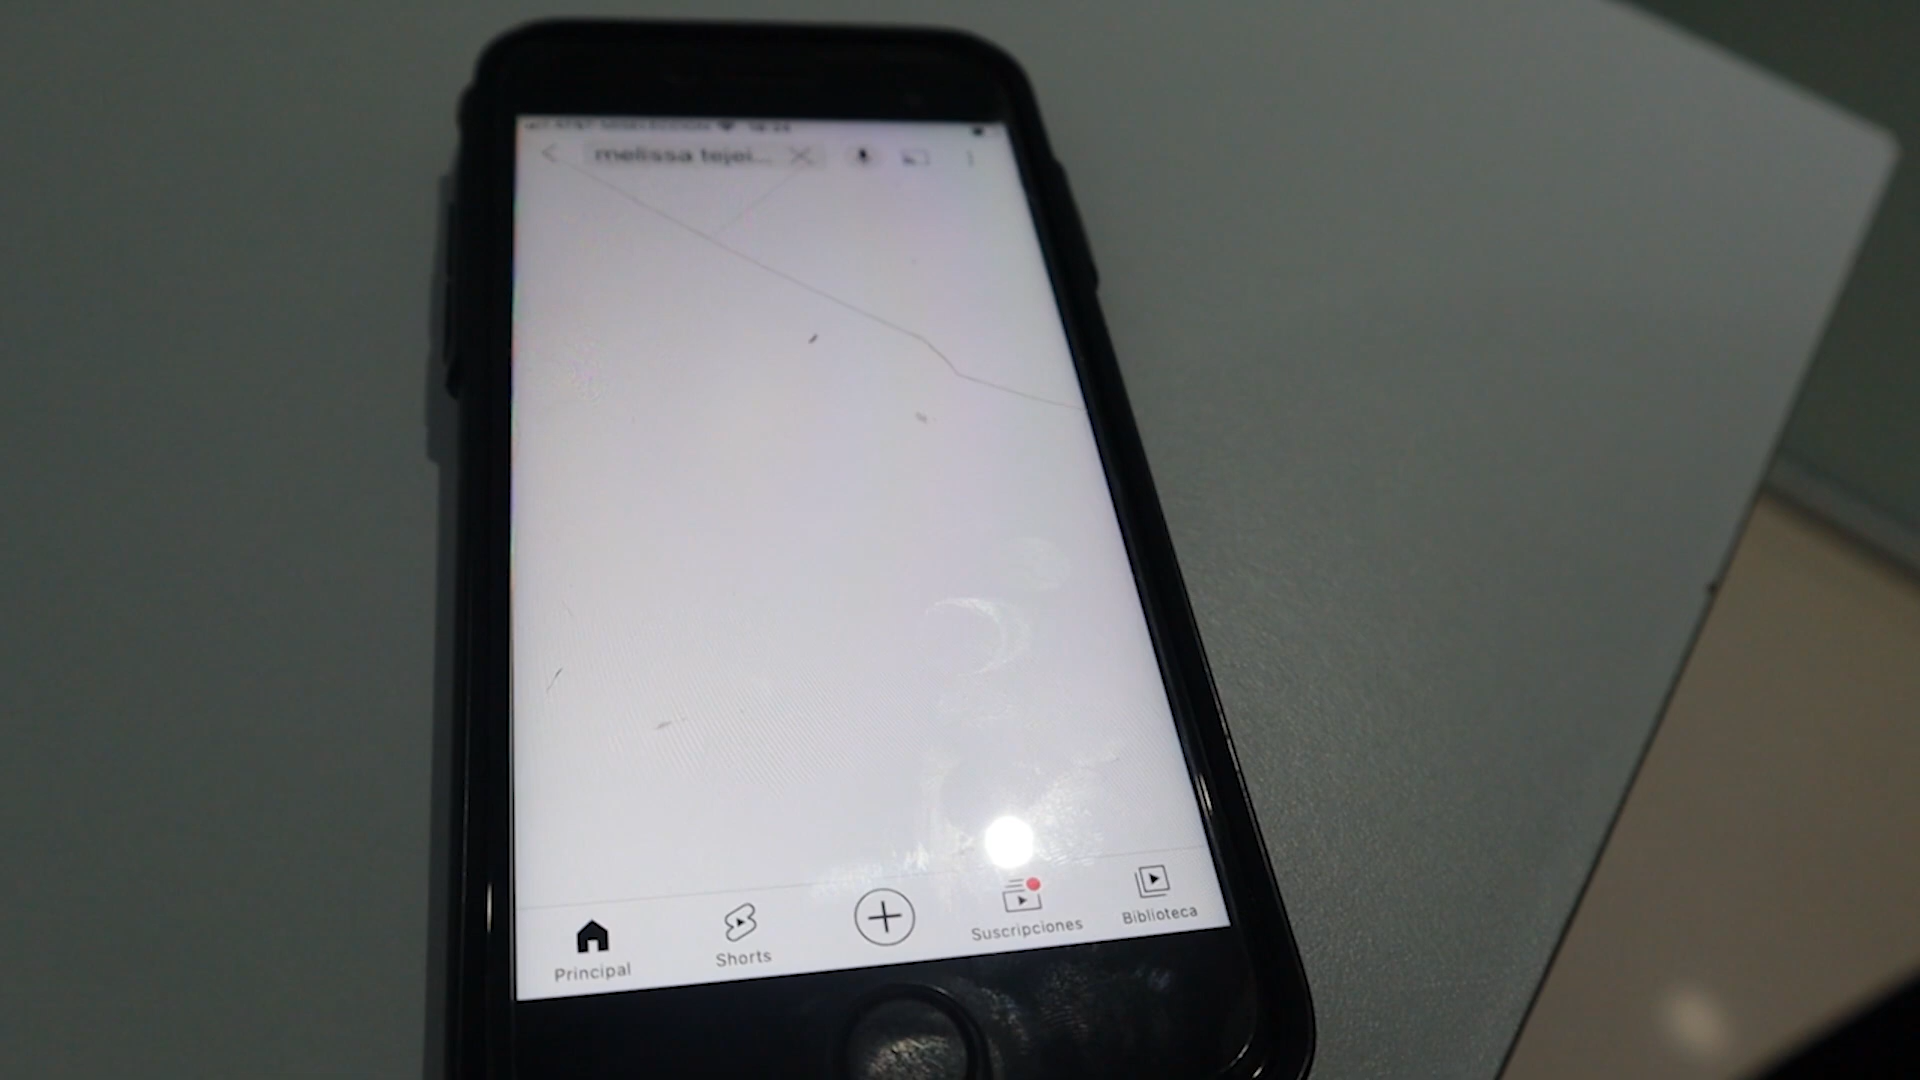 melissa tejei...
Principal
Shorts
Suscripciones
Biblioteca